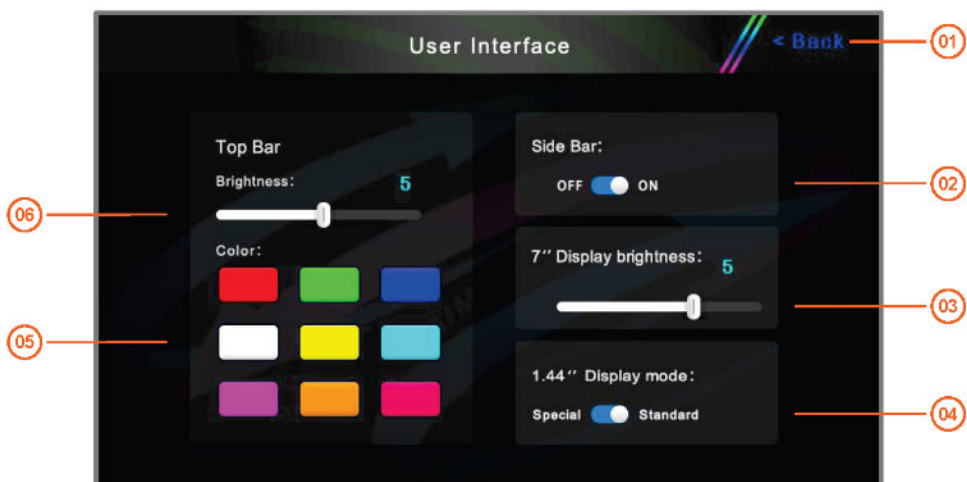 User Interface
< Back
01
Top Bar
Brightness:
5
06
Color:
05
Side Bar:
OFF ON
02
7'' Display brightness:
5
03
1.44'' Display mode:
Special Standard
04